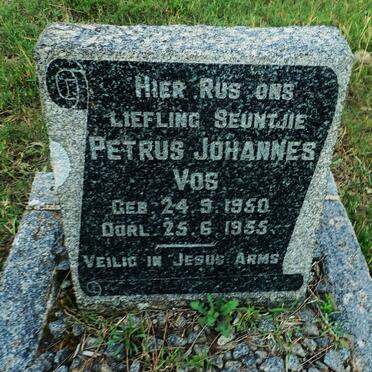 HIER RUS ONS
LIEFLING SEUNTJIE
PETRUS JOHANNES
VOS
GEB. 24. 9. 1950.
OORL. 25. 6. 1955.
VEILIG IN JESUS ARMS